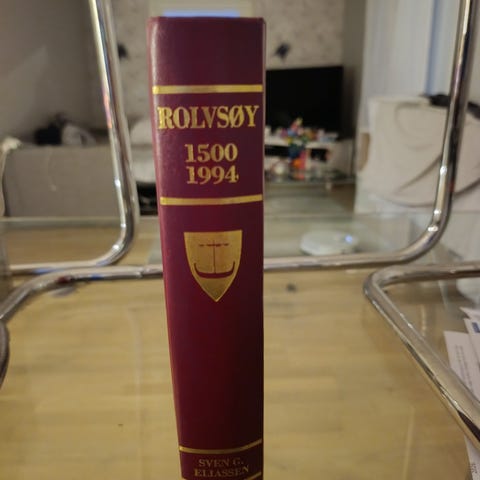 ROLVSØY
1500
1994
SVEN G.
ELIASSEN